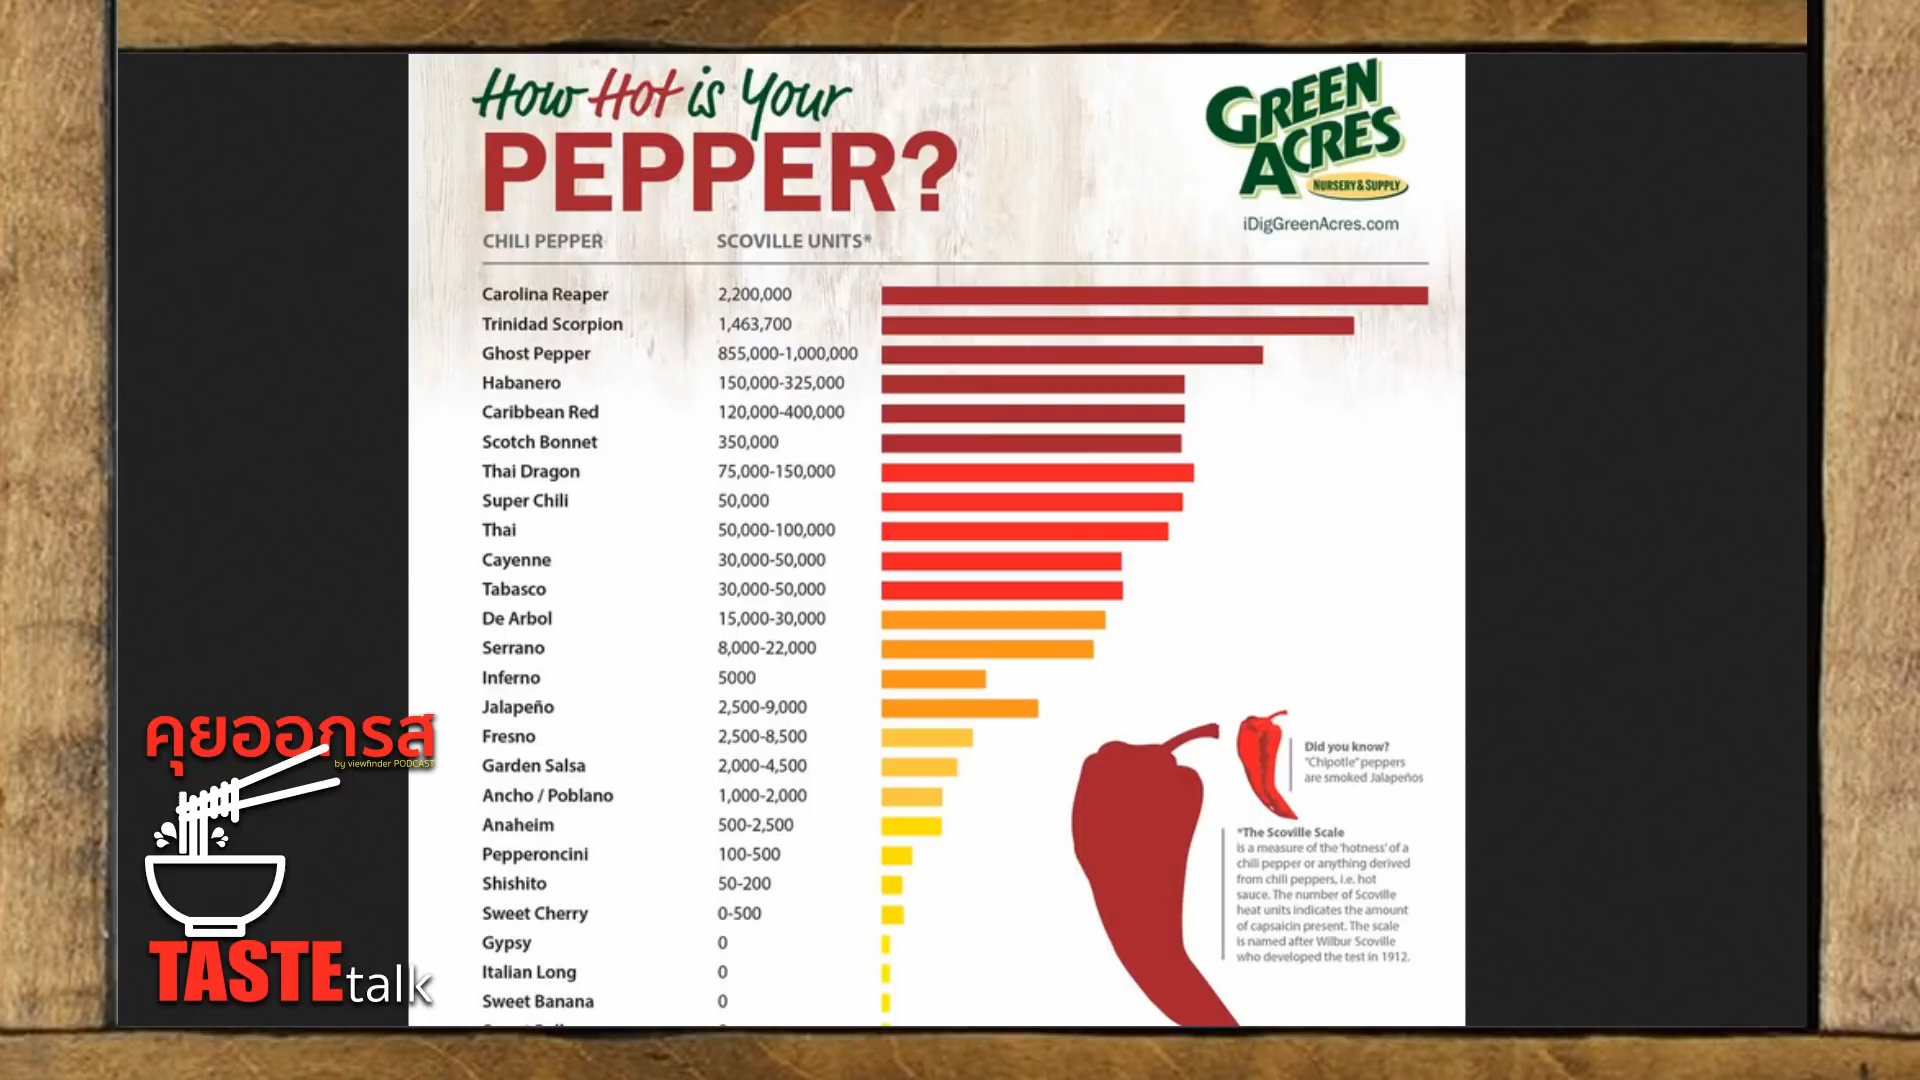 How Hot is Your
PEPPER?
GREEN
ACRES
NURSERY & SUPPLY
iDigGreenAcres.com
CHILI PEPPER SCOVILLE UNITS*
Carolina Reaper 2,200,000
Trinidad Scorpion 1,463,700
Ghost Pepper 855,000-1,000,000
Habanero 150,000-325,000
Caribbean Red 120,000-400,000
Scotch Bonnet 350,000
Thai Dragon 75,000-150,000
Super Chili 50,000
Thai 50,000-100,000
Cayenne 30,000-50,000
Tabasco 30,000-50,000
De Arbol 15,000-30,000
Serrano 8,000-22,000
Inferno 5000
Jalapeño 2,500-9,000
Fresno 2,500-8,500
Garden Salsa 2,000-4,500
Ancho / Poblano 1,000-2,000
Anaheim 500-2,500
Pepperoncini 100-500
Shishito 50-200
Sweet Cherry 0-500
Gypsy 0
Italian Long 0
Sweet Banana 0
Did you know?
"Chipotle" peppers
are smoked Jalapeños
*The Scoville Scale
is a measure of the 'hotness' of a
chili pepper or anything derived
from chili peppers, i.e. hot
sauce. The number of Scoville
heat units indicates the amount
of capsaicin present. The scale
is named after Wilbur Scoville
who developed the test in 1912.
คุยออกรส
by viewfinder PODCAST
TASTEtalk